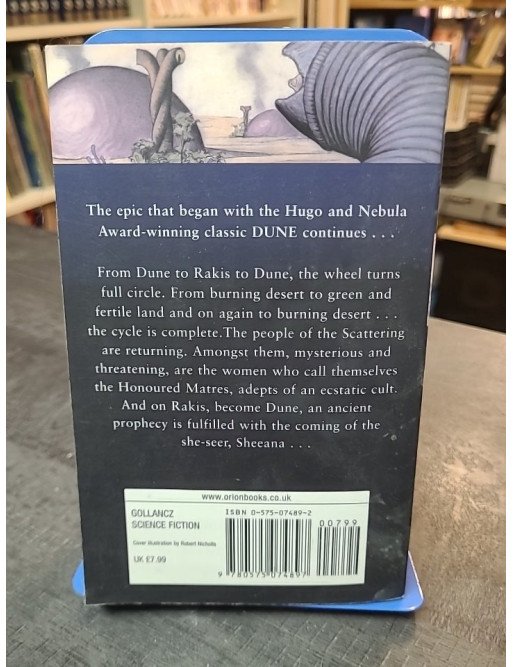 The epic that began with the Hugo and Nebula
Award-winning classic DUNE continues . . .
From Dune to Rakis to Dune, the wheel turns
full circle. From burning desert to green and
fertile land and on again to burning desert . . .
the cycle is complete.The people of the Scattering
are returning. Amongst them, mysterious and
threatening, are the women who call themselves
the Honoured Matres, adepts of an ecstatic cult.
And on Rakis, become Dune, an ancient
prophecy is fulfilled with the coming of the
she-seer, Sheeana . . .
www.orionbooks.co.uk
GOLLANCZ
SCIENCE FICTION
Cover illustration by Robert Nicholls
UK £7.99
ISBN 0-575-07489-2
00799
9 780575 074897